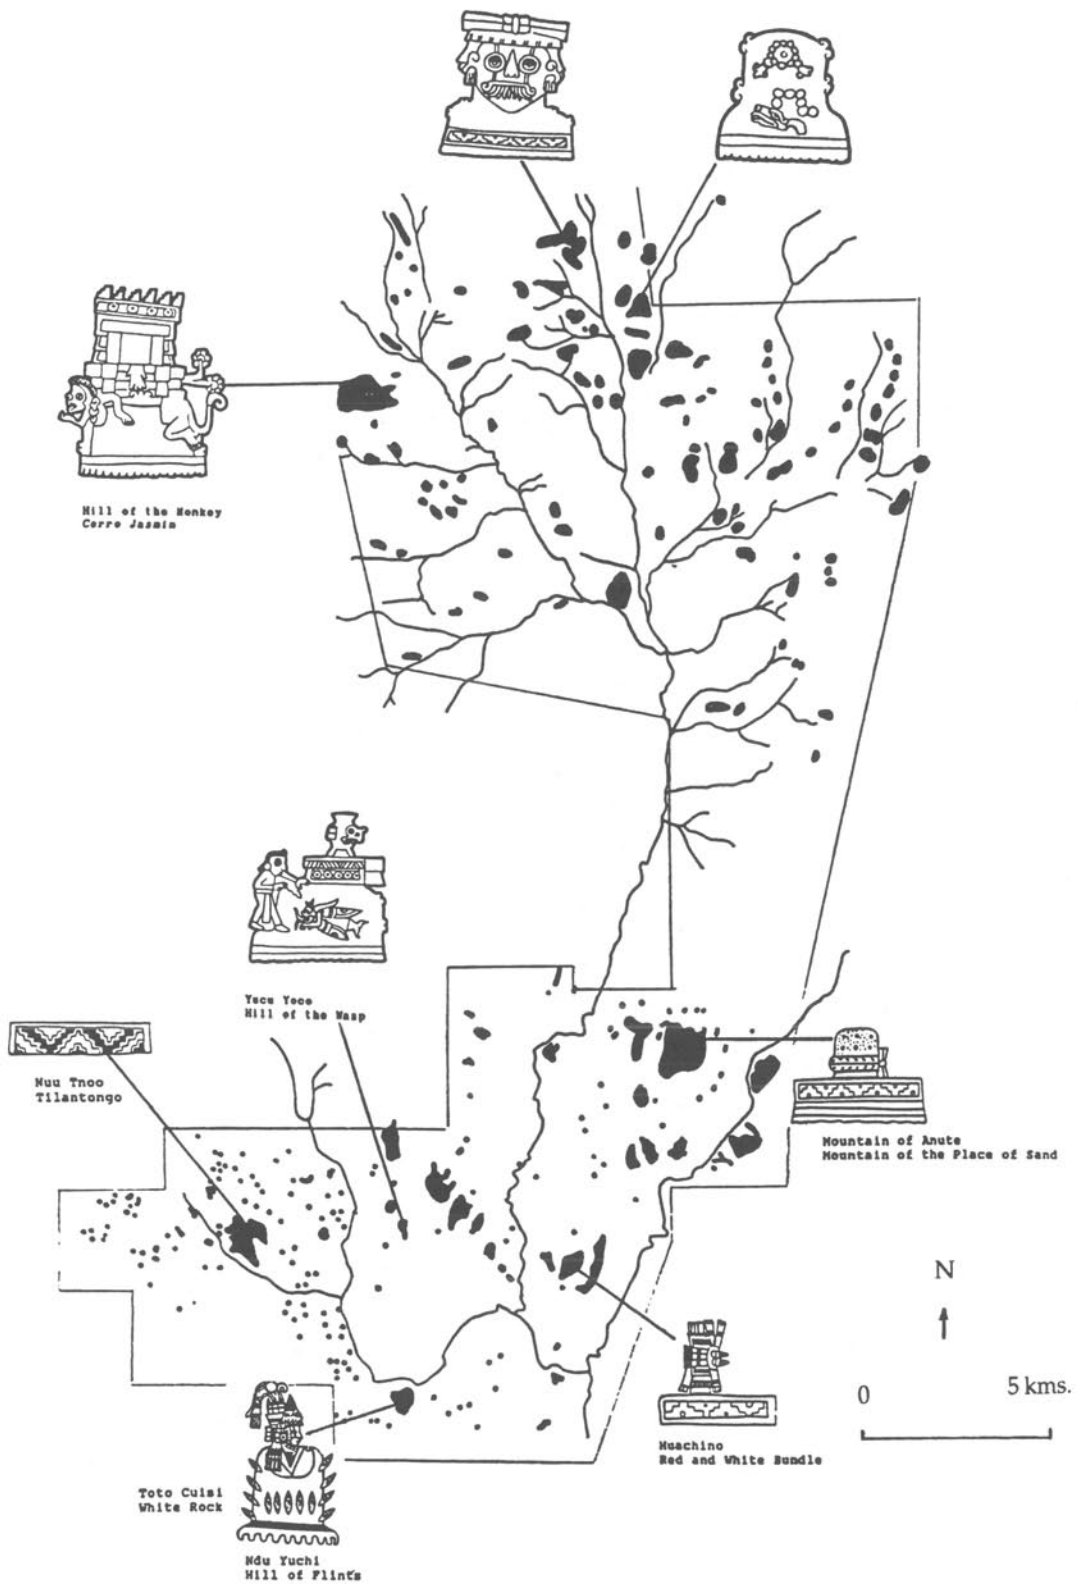 Hill of the Monkey
Cerro Jasmin
Yucu Yoco
Hill of the Wasp
Nuu Tnoo
Tilantongo
Mountain of Anute
Mountain of the Place of Sand
N
0 5 kms.
Huachino
Red and White Bundle
Toto Cuisi
White Rock
Ndu Yuchi
Hill of Flints